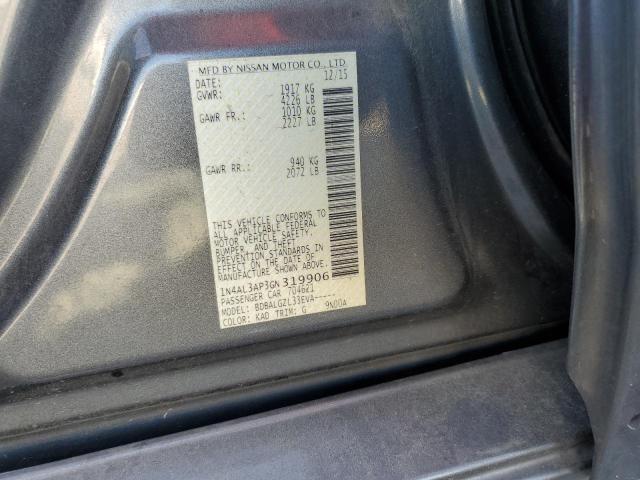 MFD BY NISSAN MOTOR CO., LTD
DATE: 12/15
GVWR: 1917 KG
4226 LB
GAWR FR.: 1010 KG
2227 LB
GAWR RR.: 940 KG
2072 LB
THIS VEHICLE CONFORMS TO
ALL APPLICABLE FEDERAL
MOTOR VEHICLE SAFETY,
BUMPER, AND THEFT
PREVENTION STANDARDS IN
EFFECT ON THE DATE OF
MANUFACTURE SHOWN ABOVE.
1N4AL3AP3GN319906
PASSENGER CAR 704621
MODEL: BDBALGZL33EVA-----
COLOR: KAD TRIM: G 9N00A